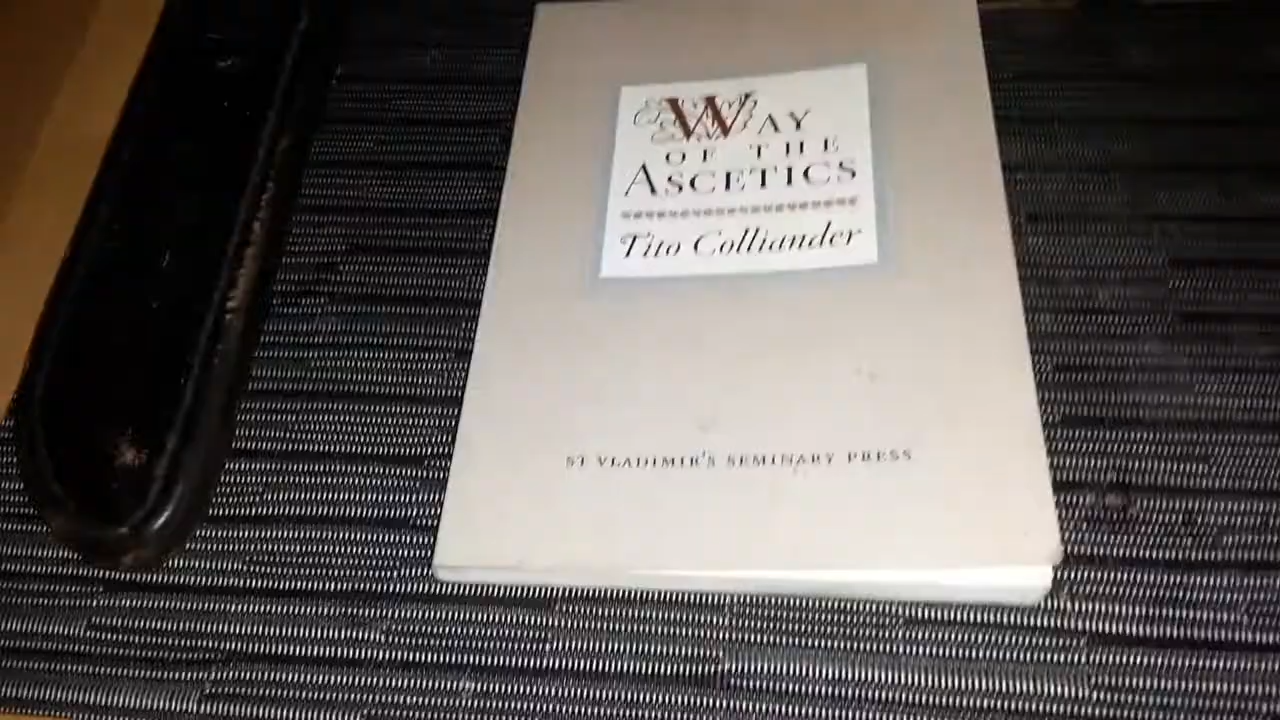 WAY
OF THE
ASCETICS
Tito Colliander
ST VLADIMIR'S SEMINARY PRESS